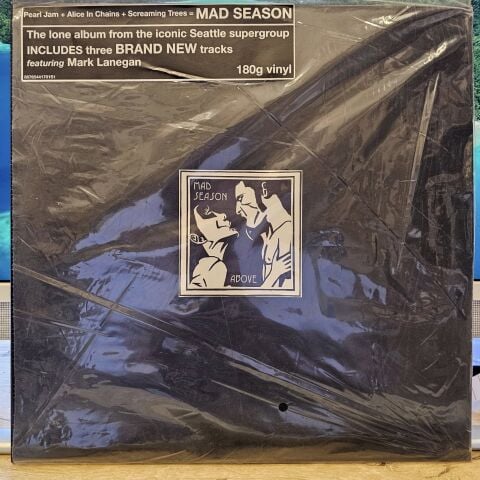 Pearl Jam + Alice In Chains + Screaming Trees = MAD SEASON
The lone album from the iconic Seattle supergroup
INCLUDES three BRAND NEW tracks
featuring Mark Lanegan
180g vinyl
MAD
SEASON
ABOVE